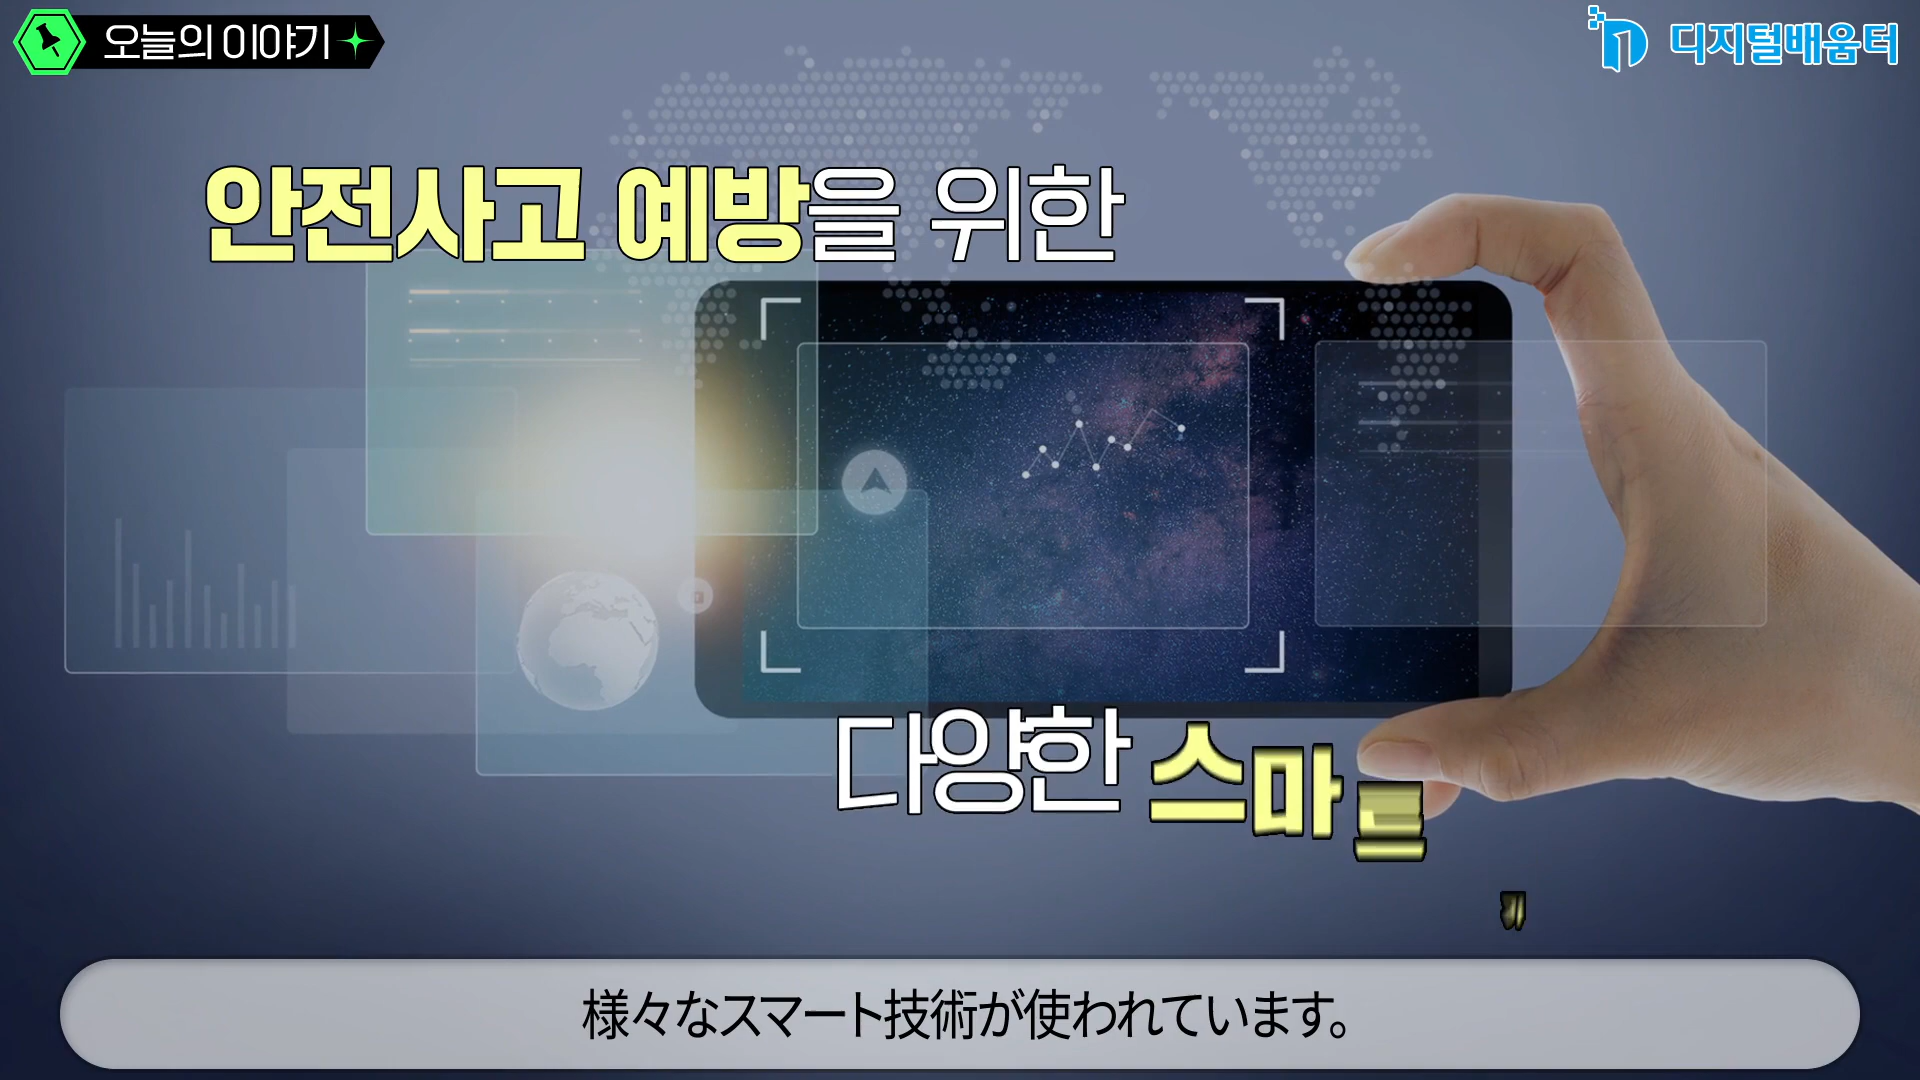 오늘의 이야기
디지털배움터
안전사고 예방을 위한
다양한 스마트
様々なスマート技術が使われています。